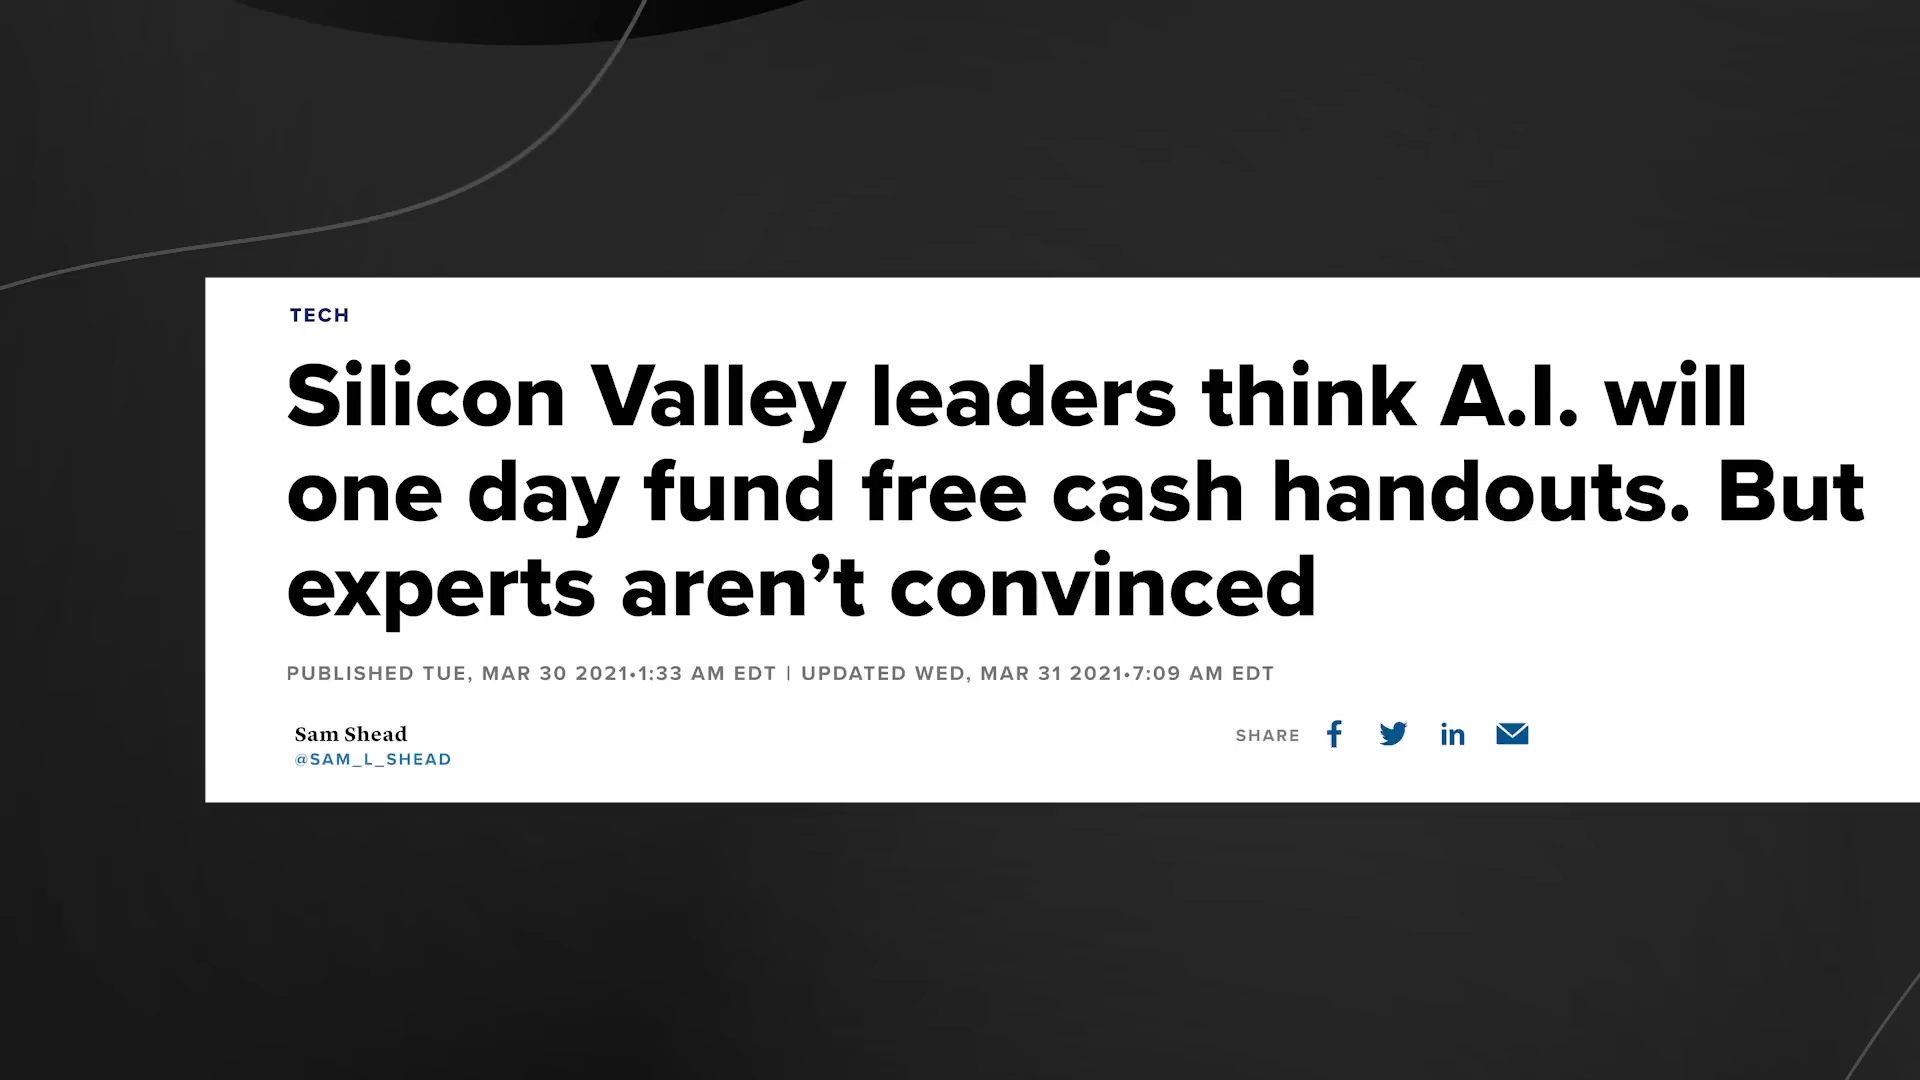 TECH
Silicon Valley leaders think A.I. will
one day fund free cash handouts. But
experts aren’t convinced
PUBLISHED TUE, MAR 30 2021•1:33 AM EDT | UPDATED WED, MAR 31 2021•7:09 AM EDT
Sam Shead
@SAM_L_SHEAD
SHARE